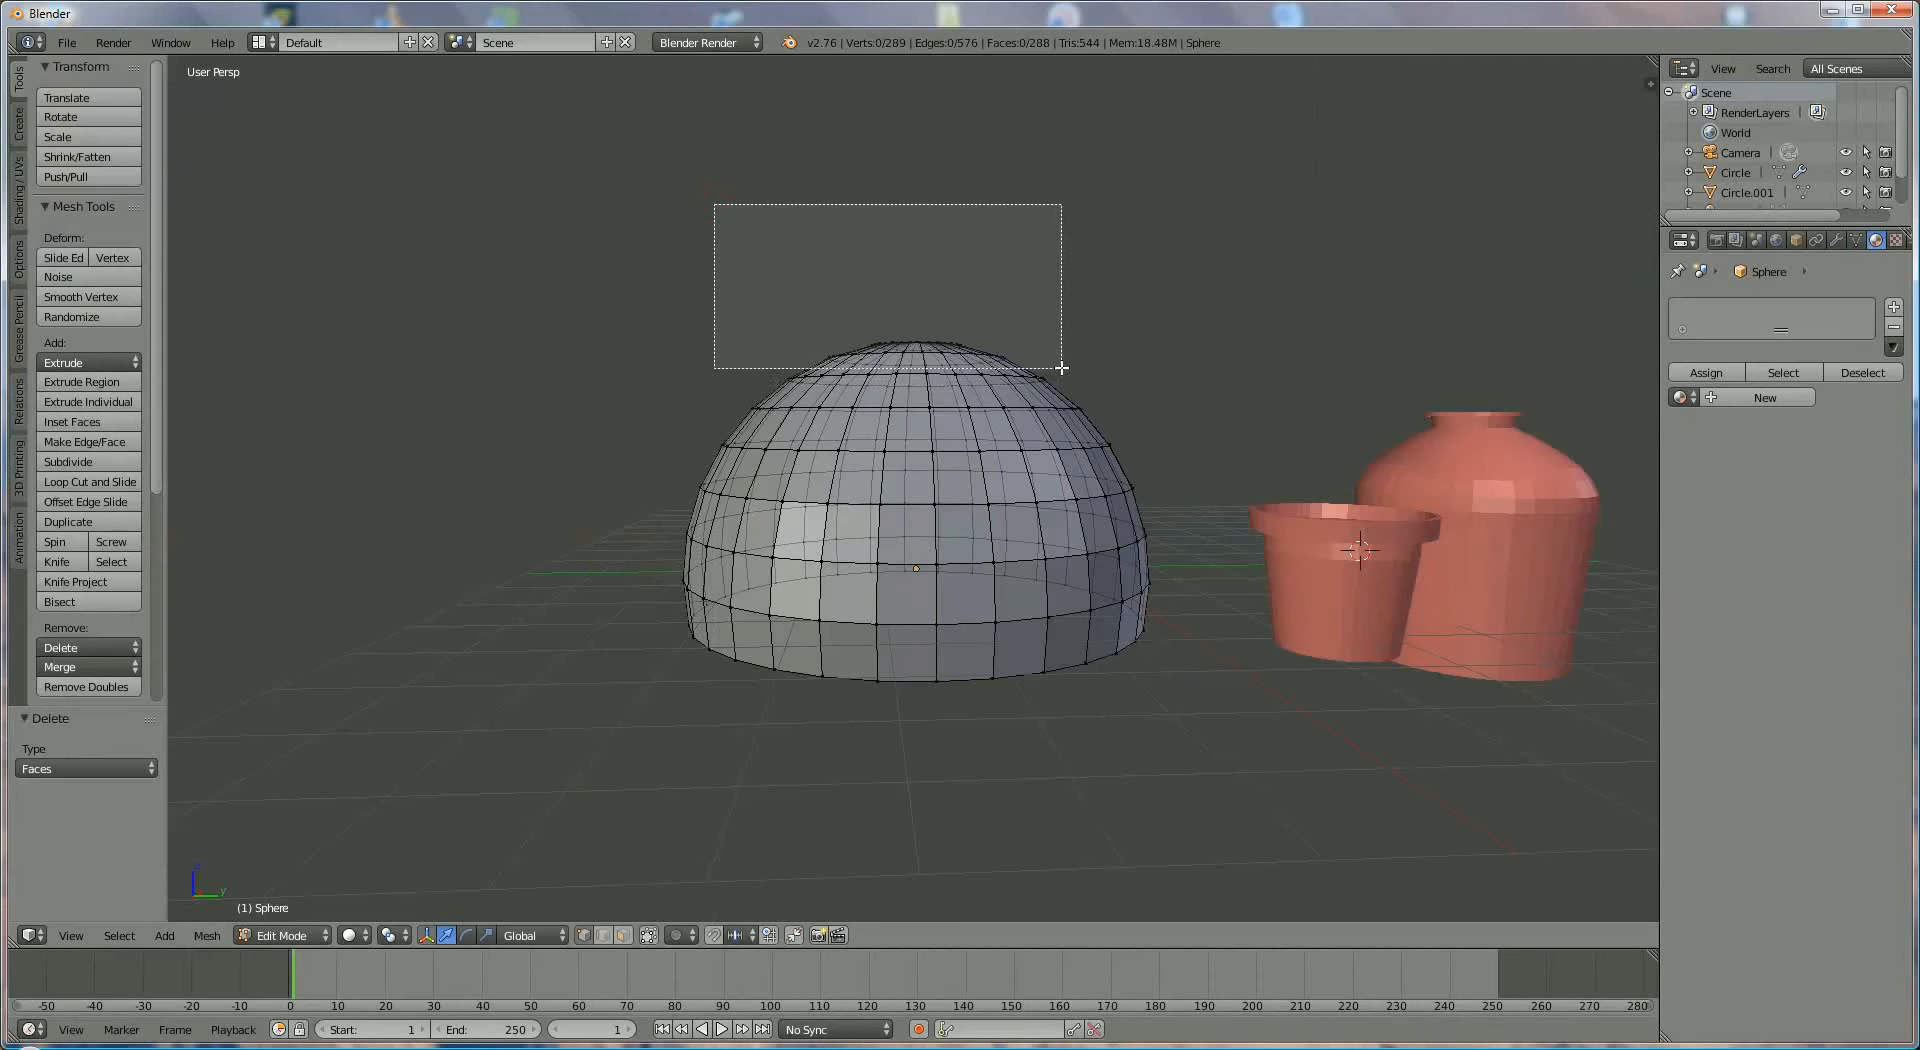 Blender
File Render Window Help Default Scene Blender Render v2.76 | Verts:0/289 | Edges:0/576 | Faces:0/288 | Tris:544 | Mem:18.48M | Sphere
Tools
Create
Shading / UVs
Options
Grease Pencil
Relations
3D Printing
Animation
Transform
Translate
Rotate
Scale
Shrink/Fatten
Push/Pull
Mesh Tools
Deform:
Slide Ed Vertex
Noise
Smooth Vertex
Randomize
Add:
Extrude
Extrude Region
Extrude Individual
Inset Faces
Make Edge/Face
Subdivide
Loop Cut and Slide
Offset Edge Slide
Duplicate
Spin Screw
Knife Select
Knife Project
Bisect
Remove:
Delete
Merge
Remove Doubles
Delete
Type
Faces
User Persp
z
y
(1) Sphere
View Search All Scenes
Scene
RenderLayers |
World
Camera |
Circle |
Circle.001 |
Sphere
Assign Select Deselect
New
View Select Add Mesh Edit Mode Global
-50 -40 -30 -20 -10 0 10 20 30 40 50 60 70 80 90 100 110 120 130 140 150 160 170 180 190 200 210 220 230 240 250 260 270 280
View Marker Frame Playback Start: 1 End: 250 1 No Sync